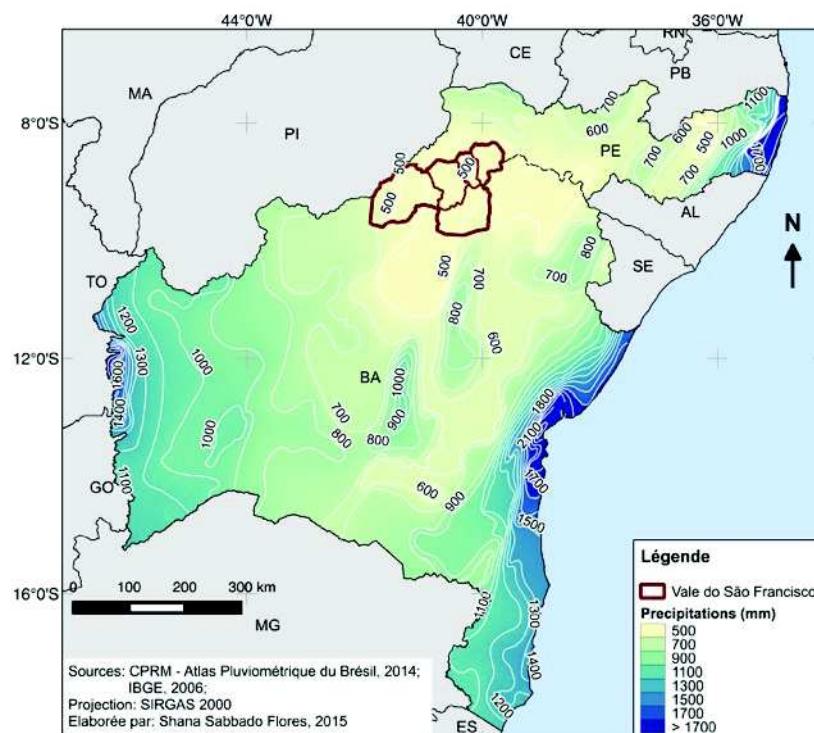 44°0'W
40°0'W
36°0'W
RN
CE
PB
MA
1100
700
8°0'S
PI
600
600
500
1000
PE
1700
500
500
700
700
500
AL
N
800
500
700
700
SE
TO
800
1200
600
1300
1000
12°0'S
1600
BA
1000
1400
900
1800
700
1000
2100
800
800
1700
GO
1100
600
900
1500
Légende
16°0'S
0 100 200 300 km
Vale do São Francisco
1100
1300
Precipitations (mm)
MG
500
700
1400
900
1100
Sources: CPRM - Atlas Pluviométrique du Brésil, 2014;
IBGE, 2006;
1200
1300
Projection: SIRGAS 2000
1500
Elaborée par: Shana Sabbado Flores, 2015
1700
ES
> 1700